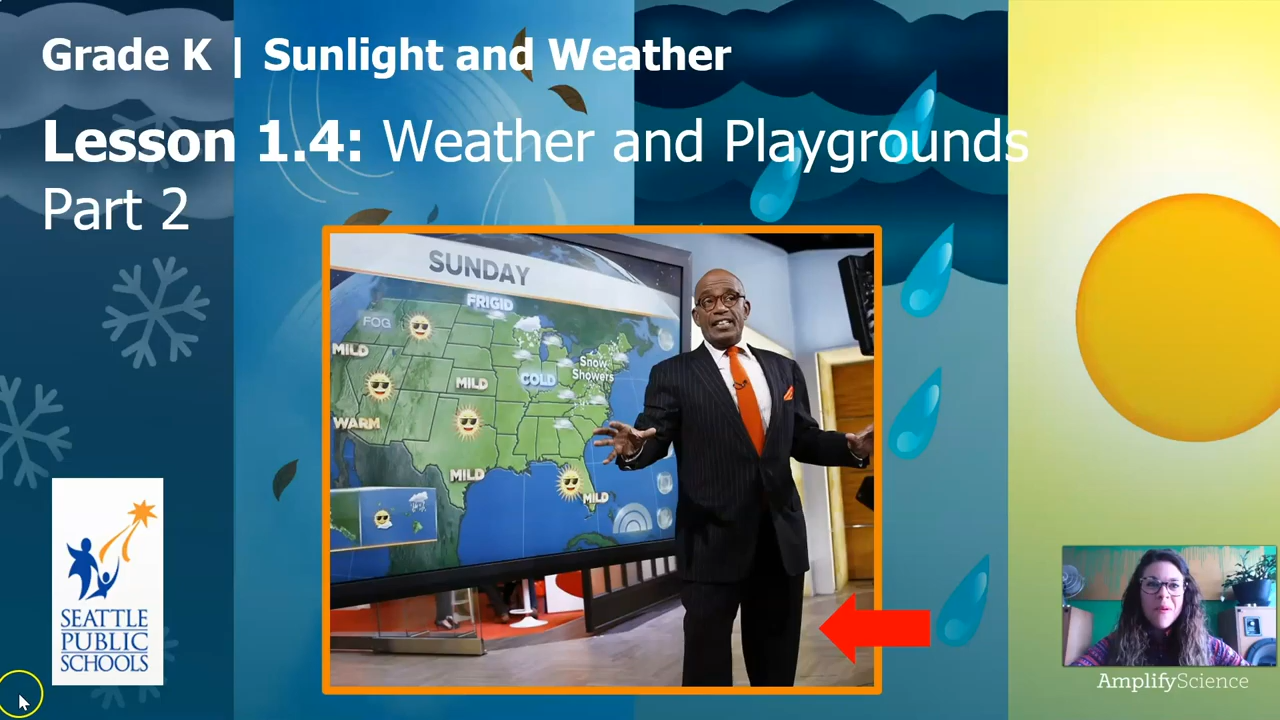 Grade K | Sunlight and Weather
Lesson 1.4: Weather and Playgrounds
Part 2
SUNDAY
FRIGID
FOG
MILD
Snow
Showers
MILD
COLD
WARM
MILD
MILD
SEATTLE
PUBLIC
SCHOOLS
AmplifyScience